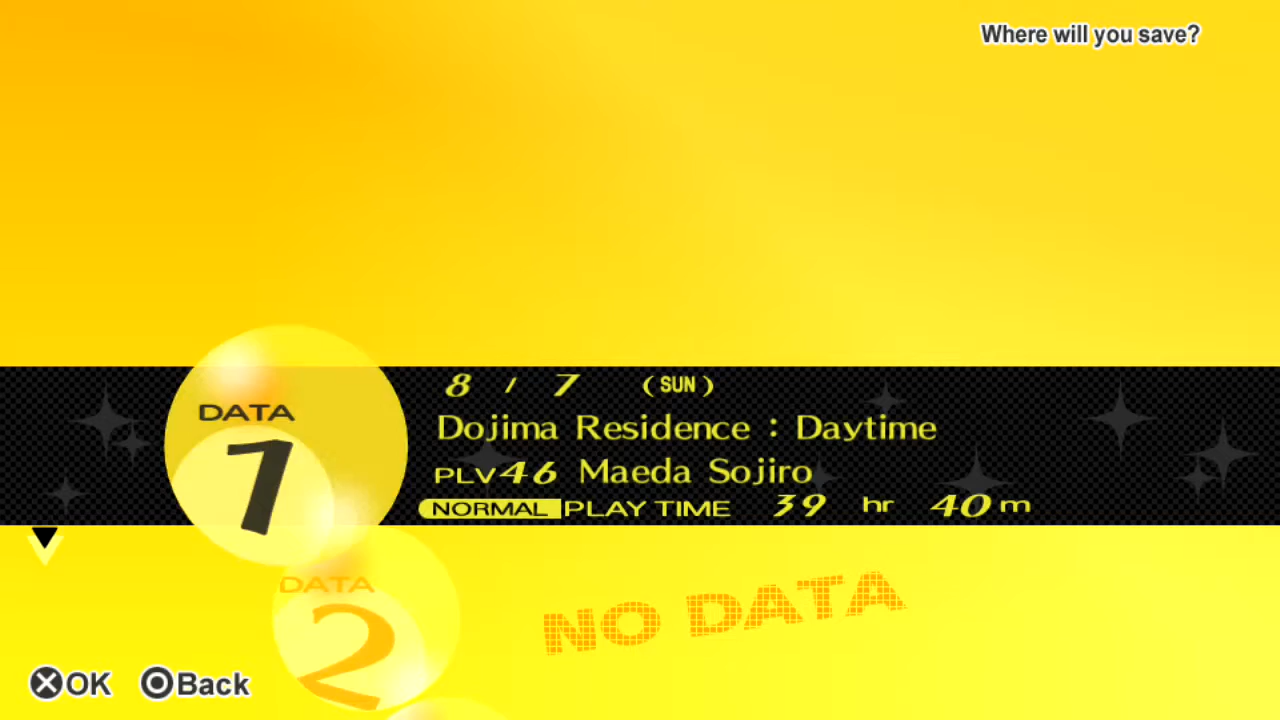 Where will you save?
DATA
1
8 / 7 (SUN)
Dojima Residence : Daytime
PLV46 Maeda Sojiro
NORMAL PLAY TIME 39 hr 40 m
DATA
2
NO DATA
OK Back